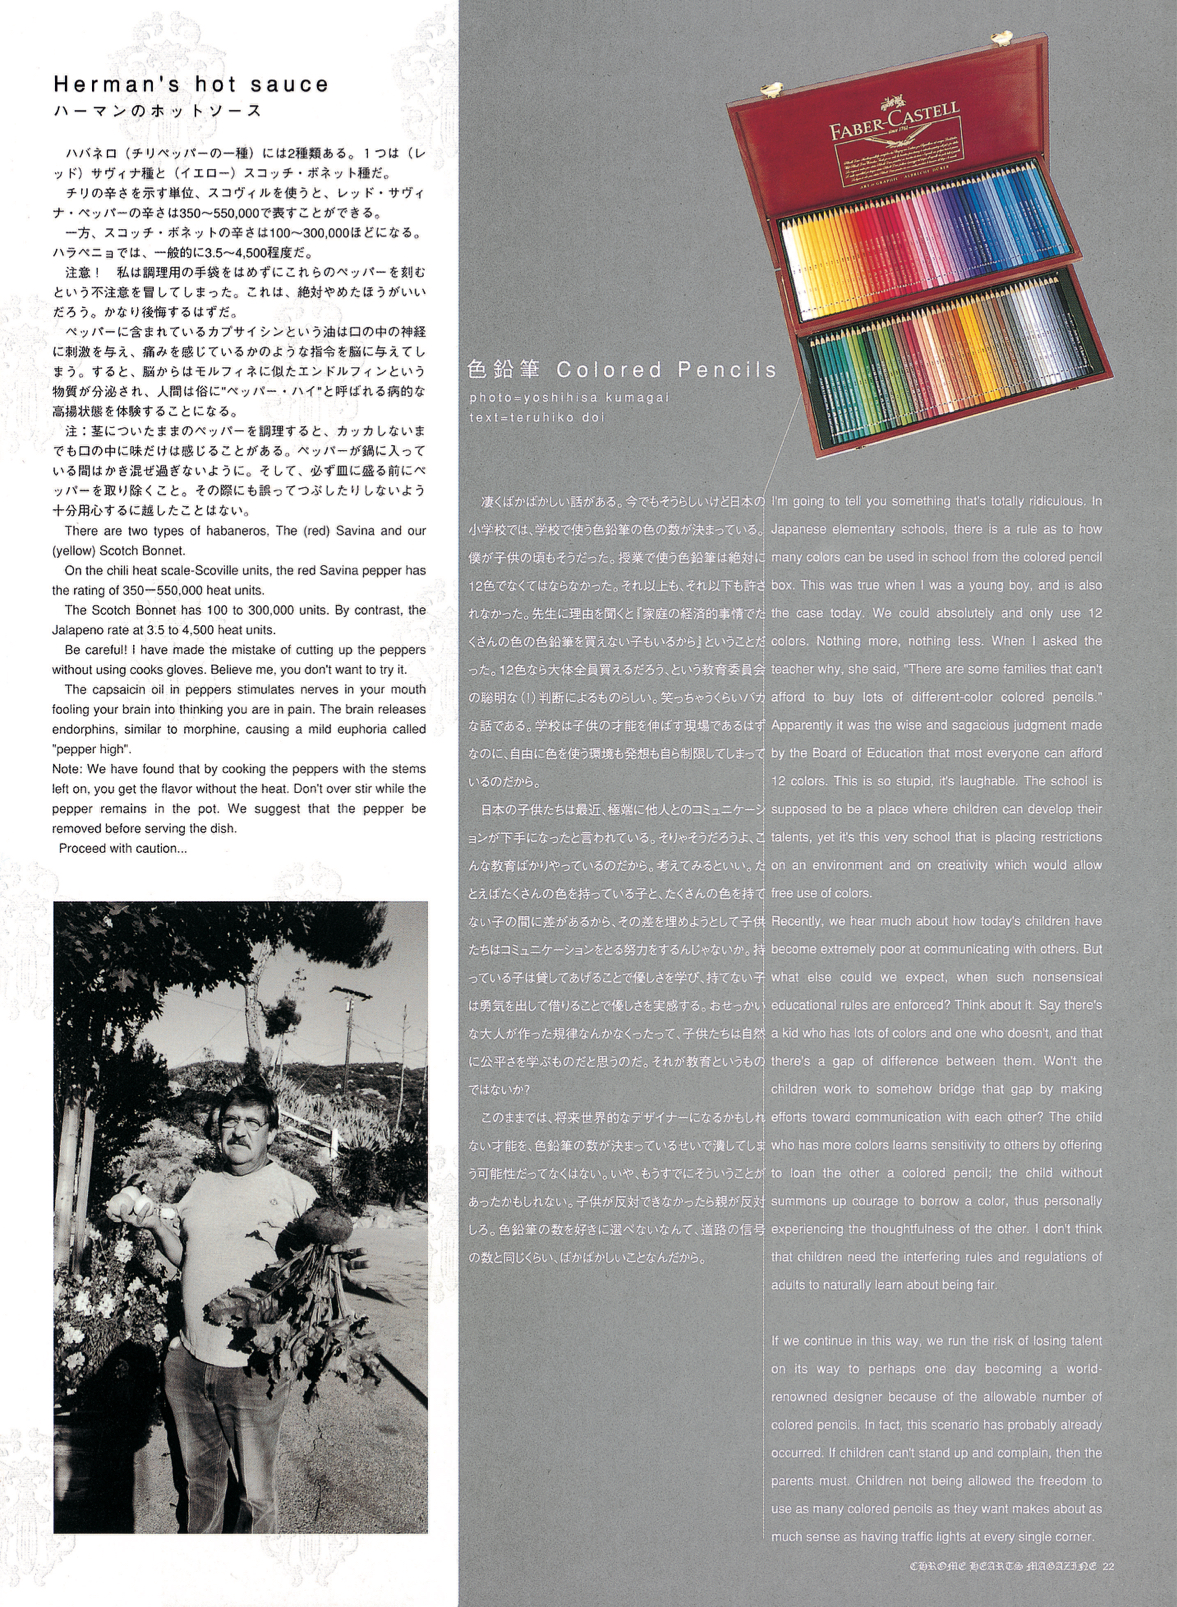 Herman's hot sauce
ハーマンのホットソース
ハバネロ（チリペッパーの一種）には2種類ある。１つは（レ
ッド）サヴィナ種と（イエロー）スコッチ・ボネット種だ。
チリの辛さを示す単位、スコヴィルを使うと、レッド・サヴィ
ナ・ペッパーの辛さは350〜550,000で表すことができる。
一方、スコッチ・ボネットの辛さは100〜300,000ほどになる。
ハラペニョでは、一般的に3.5〜4,500程度だ。
注意！　私は調理用の手袋をはめずにこれらのペッパーを刻む
という不注意を冒してしまった。これは、絶対やめたほうがいい
だろう。かなり後悔するはずだ。
ペッパーに含まれているカプサイシンという油は口の中の神経
に刺激を与え、痛みを感じているかのような指令を脳に与えてし
まう。すると、脳からはモルフィネに似たエンドルフィンという
物質が分泌され、人間は俗に"ペッパー・ハイ"と呼ばれる病的な
高揚状態を体験することになる。
注：茎についたままのペッパーを調理すると、カッカしないま
でも口の中に味だけは感じることがある。ペッパーが鍋に入って
いる間はかき混ぜ過ぎないように。そして、必ず皿に盛る前にペ
ッパーを取り除くこと。その際にも誤ってつぶしたりしないよう
十分用心するに越したことはない。
There are two types of habaneros, The (red) Savina and our
(yellow) Scotch Bonnet.
On the chili heat scale-Scoville units, the red Savina pepper has
the rating of 350ー550,000 heat units.
The Scotch Bonnet has 100 to 300,000 units. By contrast, the
Jalapeno rate at 3.5 to 4,500 heat units.
Be careful! I have made the mistake of cutting up the peppers
without using cooks gloves. Believe me, you don't want to try it.
The capsaicin oil in peppers stimulates nerves in your mouth
fooling your brain into thinking you are in pain. The brain releases
endorphins, similar to morphine, causing a mild euphoria called
"pepper high".
Note: We have found that by cooking the peppers with the stems
left on, you get the flavor without the heat. Don't over stir while the
pepper remains in the pot. We suggest that the pepper be
removed before serving the dish.
Proceed with caution...
FABER-CASTELL
since 1761
色鉛筆 Colored Pencils
photo=yoshihisa kumagai
text=teruhiko doi
凄くばかばかしい話がある。今でもそうらしいけど日本の
小学校では、学校で使う色鉛筆の色の数が決まっている。
僕が子供の頃もそうだった。授業で使う色鉛筆は絶対に
12色でなくてはならなかった。それ以上も、それ以下も許さ
れなかった。先生に理由を聞くと『家庭の経済的事情でた
くさんの色の色鉛筆を買えない子もいるから』ということだ
った。12色なら大体全員買えるだろう、という教育委員会
の聡明な（！）判断によるものらしい。笑っちゃうくらいバカ
な話である。学校は子供の才能を伸ばす現場であるはず
なのに、自由に色を使う環境も発想も自ら制限してしまって
いるのだから。
日本の子供たちは最近、極端に他人とのコミュニケーシ
ョンが下手になったと言われている。そりゃそうだろうよ、こ
んな教育ばかりやっているのだから。考えてみるといい。た
とえばたくさんの色を持っている子と、たくさんの色を持て
ない子の間に差があるから、その差を埋めようとして子供
たちはコミュニケーションをとる努力をするんじゃないか。持
っている子は貸してあげることで優しさを学び、持てない子
は勇気を出して借りることで優しさを実感する。おせっかい
な大人が作った規律なんかなくったって、子供たちは自然
に公平さを学ぶものだと思うのだ。それが教育というもの
ではないか?
このままでは、将来世界的なデザイナーになるかもしれ
ない才能を、色鉛筆の数が決まっているせいで潰してしま
う可能性だってなくはない。いや、もうすでにそういうことが
あったかもしれない。子供が反対できなかったら親が反対
しろ。色鉛筆の数を好きに選べないなんて、道路の信号
の数と同じくらい、ばかばかしいことなんだから。
I'm going to tell you something that's totally ridiculous. In
Japanese elementary schools, there is a rule as to how
many colors can be used in school from the colored pencil
box. This was true when I was a young boy, and is also
the case today. We could absolutely and only use 12
colors. Nothing more, nothing less. When I asked the
teacher why, she said, "There are some families that can't
afford to buy lots of different-color colored pencils."
Apparently it was the wise and sagacious judgment made
by the Board of Education that most everyone can afford
12 colors. This is so stupid, it's laughable. The school is
supposed to be a place where children can develop their
talents, yet it's this very school that is placing restrictions
on an environment and on creativity which would allow
free use of colors.
Recently, we hear much about how today's children have
become extremely poor at communicating with others. But
what else could we expect, when such nonsensical
educational rules are enforced? Think about it. Say there's
a kid who has lots of colors and one who doesn't, and that
there's a gap of difference between them. Won't the
children work to somehow bridge that gap by making
efforts toward communication with each other? The child
who has more colors learns sensitivity to others by offering
to loan the other a colored pencil; the child without
summons up courage to borrow a color, thus personally
experiencing the thoughtfulness of the other. I don't think
that children need the interfering rules and regulations of
adults to naturally learn about being fair.
If we continue in this way, we run the risk of losing talent
on its way to perhaps one day becoming a world-
renowned designer because of the allowable number of
colored pencils. In fact, this scenario has probably already
occurred. If children can't stand up and complain, then the
parents must. Children not being allowed the freedom to
use as many colored pencils as they want makes about as
much sense as having traffic lights at every single corner.
CHROME HEARTS MAGAZINE 22